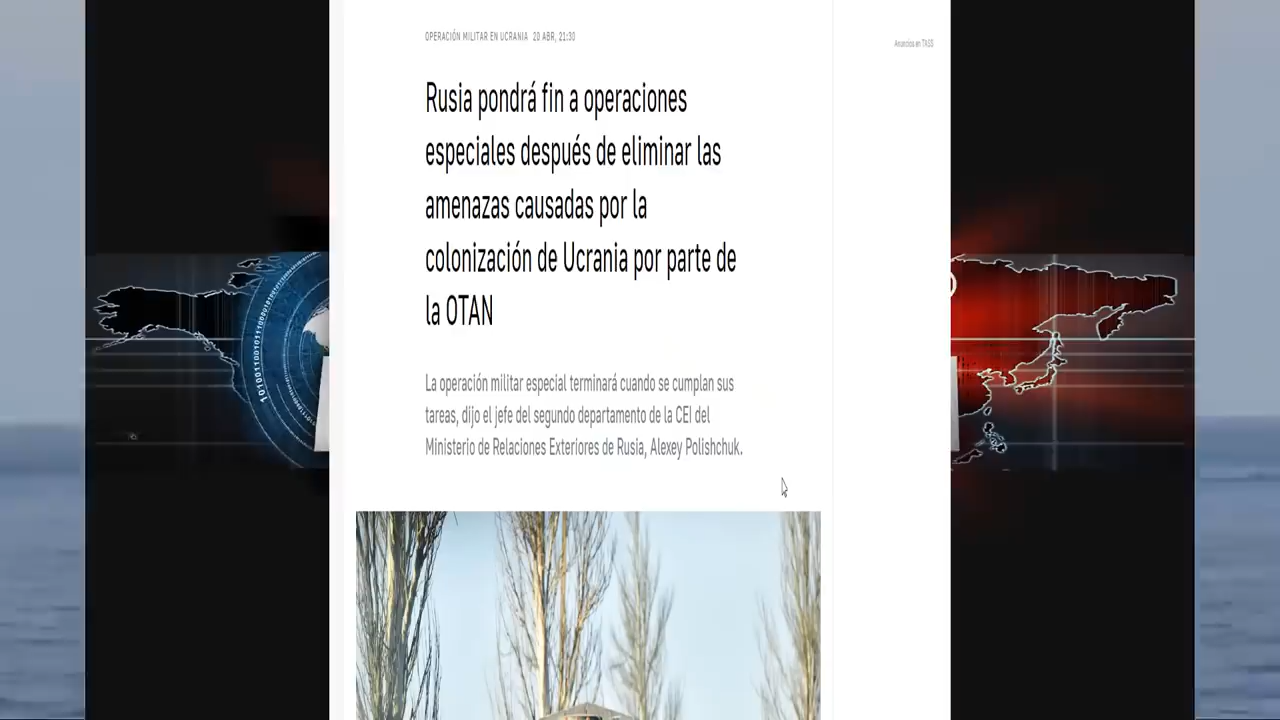 OPERACIÓN MILITAR EN UCRANIA 20 ABR, 21:30
Anuncios en TASS
Rusia pondrá fin a operaciones
especiales después de eliminar las
amenazas causadas por la
colonización de Ucrania por parte de
la OTAN
La operación militar especial terminará cuando se cumplan sus
tareas, dijo el jefe del segundo departamento de la CEI del
Ministerio de Relaciones Exteriores de Rusia, Alexey Polishchuk.